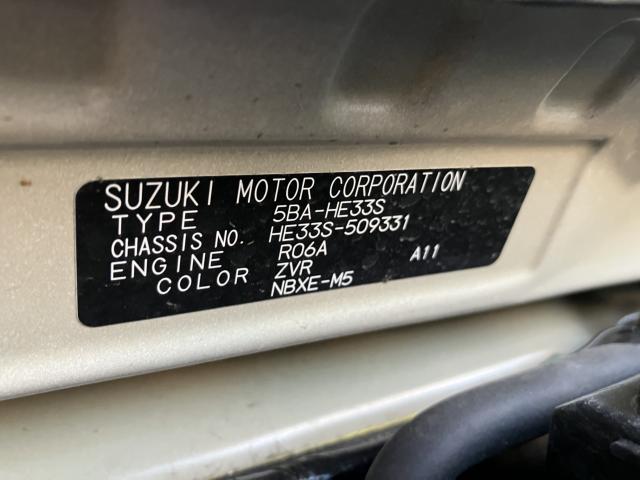 SUZUKI MOTOR CORPORATION
TYPE 5BA-HE33S
CHASSIS NO. HE33S-509331
ENGINE R06A A11
COLOR ZVR
NBXE-M5